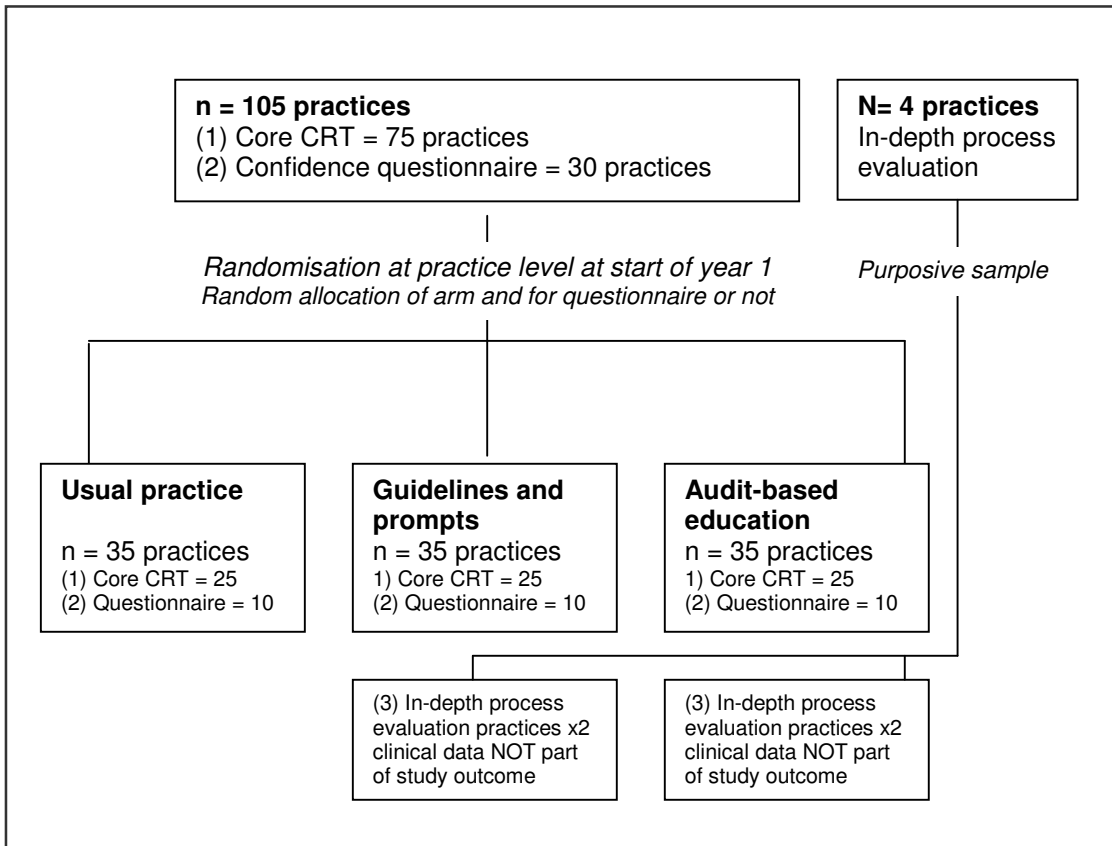 n = 105 practices
(1) Core CRT = 75 practices
(2) Confidence questionnaire = 30 practices
N= 4 practices
In-depth process
evaluation
Randomisation at practice level at start of year 1
Random allocation of arm and for questionnaire or not
Purposive sample
Usual practice
n = 35 practices
(1) Core CRT = 25
(2) Questionnaire = 10
Guidelines and
prompts
n = 35 practices
1) Core CRT = 25
(2) Questionnaire = 10
Audit-based
education
n = 35 practices
1) Core CRT = 25
(2) Questionnaire = 10
(3) In-depth process
evaluation practices x2
clinical data NOT part
of study outcome
(3) In-depth process
evaluation practices x2
clinical data NOT part
of study outcome